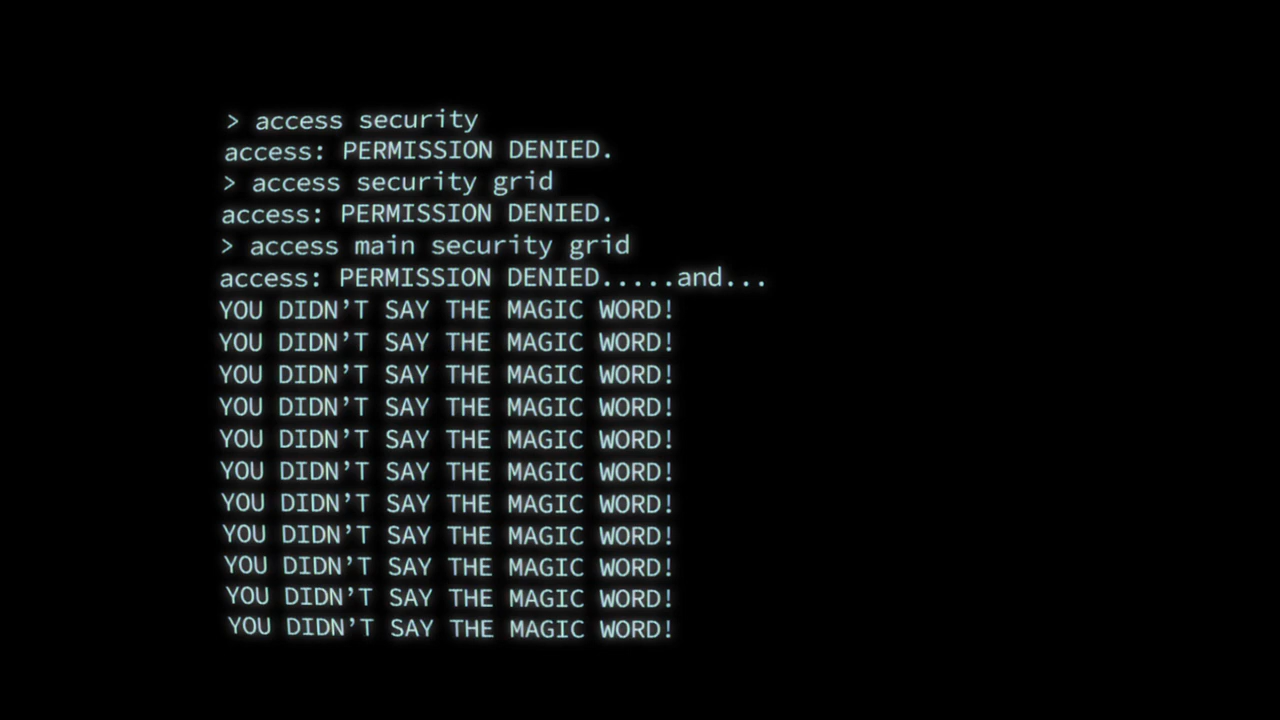 > access security
access: PERMISSION DENIED.
> access security grid
access: PERMISSION DENIED.
> access main security grid
access: PERMISSION DENIED.....and...
YOU DIDN’T SAY THE MAGIC WORD!
YOU DIDN’T SAY THE MAGIC WORD!
YOU DIDN’T SAY THE MAGIC WORD!
YOU DIDN’T SAY THE MAGIC WORD!
YOU DIDN’T SAY THE MAGIC WORD!
YOU DIDN’T SAY THE MAGIC WORD!
YOU DIDN’T SAY THE MAGIC WORD!
YOU DIDN’T SAY THE MAGIC WORD!
YOU DIDN’T SAY THE MAGIC WORD!
YOU DIDN’T SAY THE MAGIC WORD!
YOU DIDN’T SAY THE MAGIC WORD!